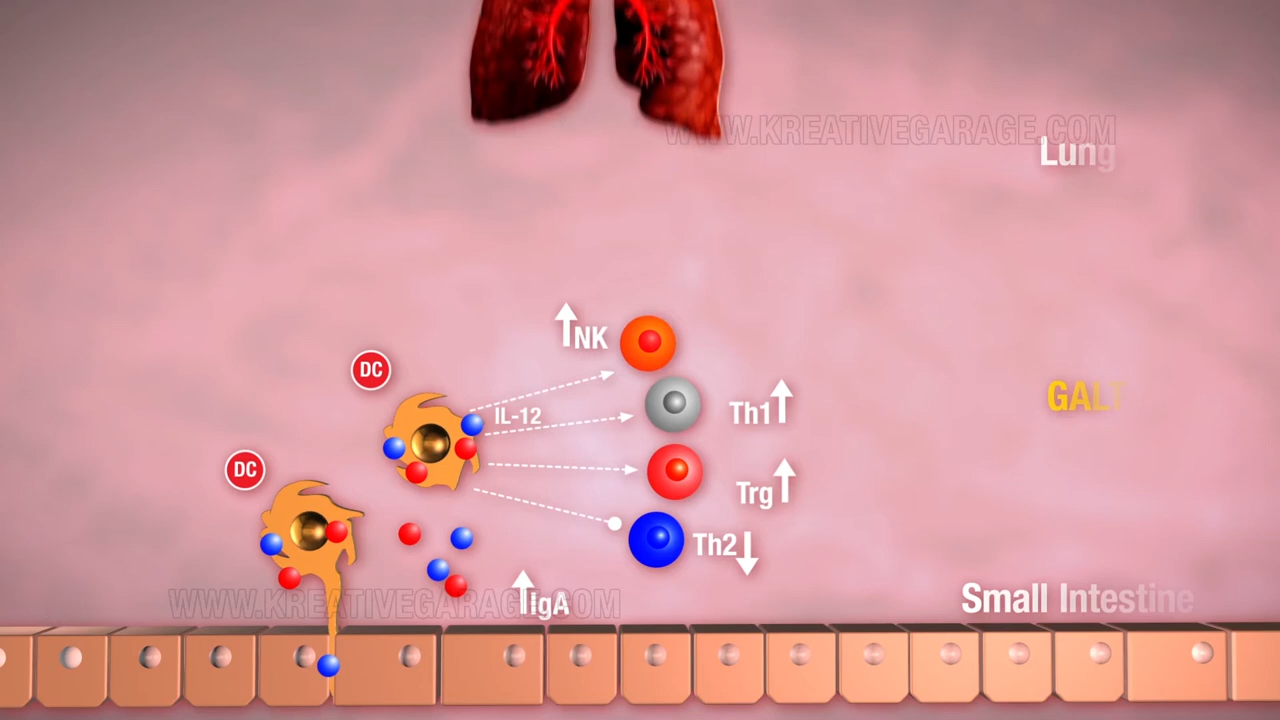 WWW.KREATIVEGARAGE.COM
Lung
NK
DC
GALT
IL-12
Th1
DC
Trg
Th2
Small Intestine
WWW.KREATIVEGARAGE.COM
IgA